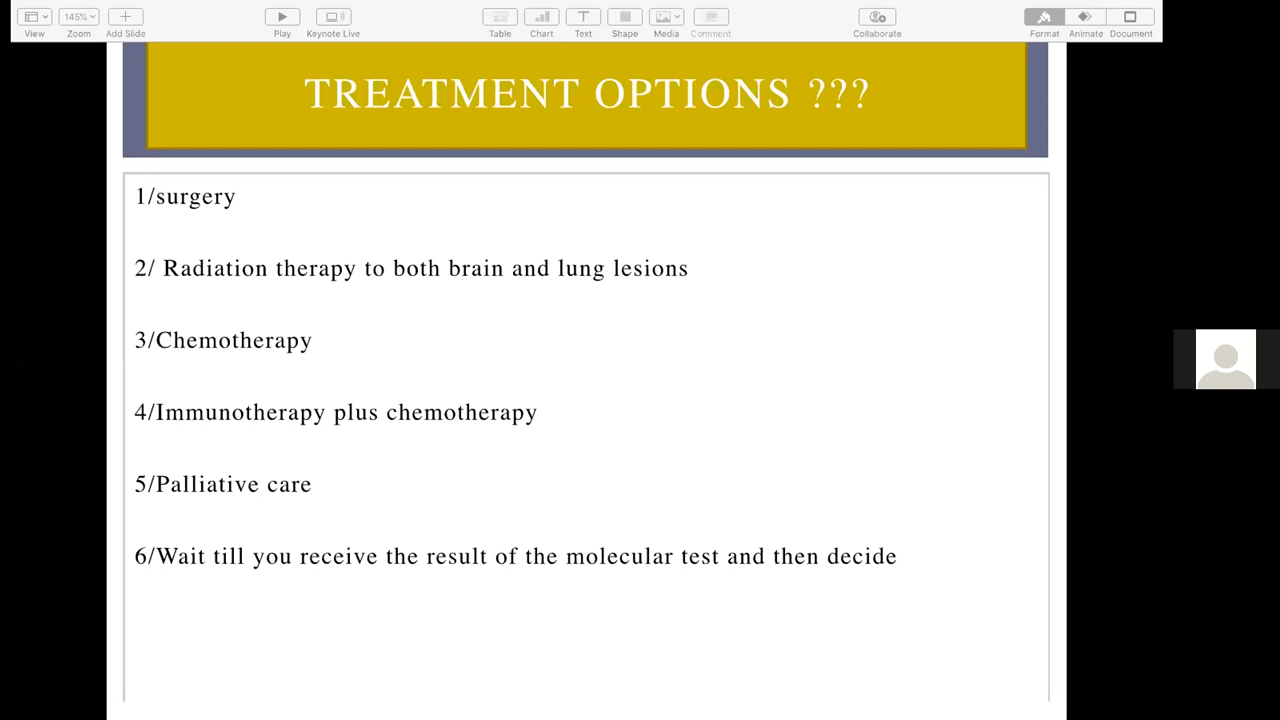 145%
View
Zoom
Add Slide
Play
Keynote Live
Table
Chart
Text
Shape
Media
Comment
Collaborate
Format
Animate
Document
TREATMENT OPTIONS ???
1/surgery
2/ Radiation therapy to both brain and lung lesions
3/Chemotherapy
4/Immunotherapy plus chemotherapy
5/Palliative care
6/Wait till you receive the result of the molecular test and then decide